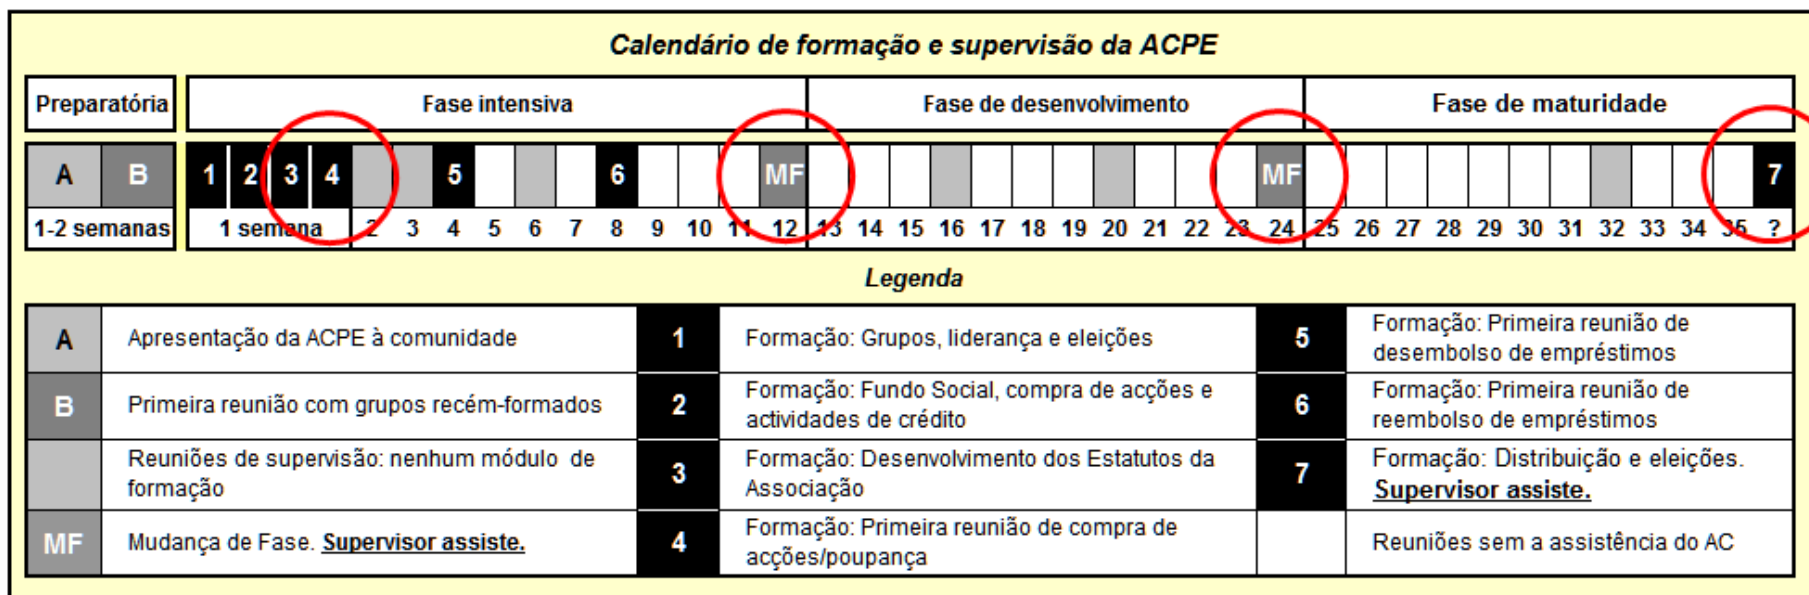 Calendário de formação e supervisão da ACPE
Preparatória Fase intensiva Fase de desenvolvimento Fase de maturidade
A B 1 2 3 4 5 6 MF MF 7
1-2 semanas 1 semana 2 3 4 5 6 7 8 9 10 11 12 13 14 15 16 17 18 19 20 21 22 23 24 25 26 27 28 29 30 31 32 33 34 35 ?
Legenda
A Apresentação da ACPE à comunidade
1 Formação: Grupos, liderança e eleições
5 Formação: Primeira reunião de
desembolso de empréstimos
B Primeira reunião com grupos recém-formados
2 Formação: Fundo Social, compra de acções e
actividades de crédito
6 Formação: Primeira reunião de
reembolso de empréstimos
Reuniões de supervisão: nenhum módulo de
formação
3 Formação: Desenvolvimento dos Estatutos da
Associação
7 Formação: Distribuição e eleições.
Supervisor assiste.
MF Mudança de Fase. Supervisor assiste.
4 Formação: Primeira reunião de compra de
acções/poupança
Reuniões sem a assistência do AC